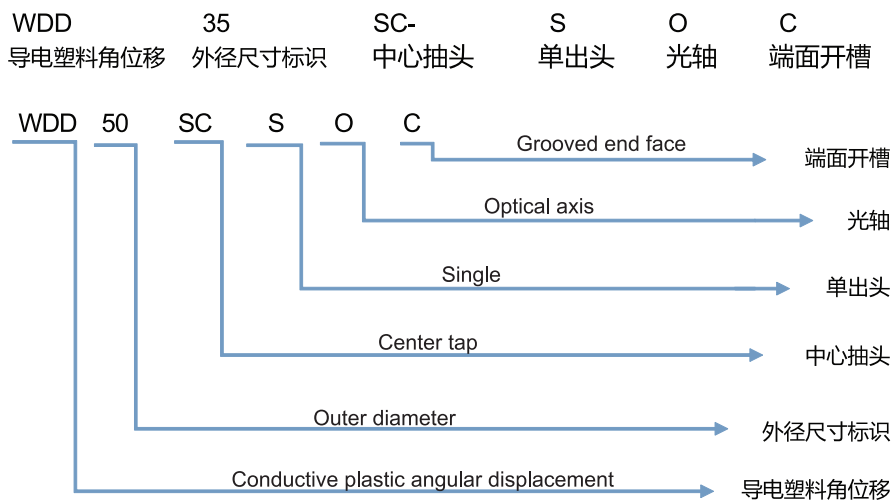 WDD 35 SC- S O C
导电塑料角位移 外径尺寸标识 中心抽头 单出头 光轴 端面开槽
WDD 50 SC S O C
Grooved end face 端面开槽
Optical axis 光轴
Single 单出头
Center tap 中心抽头
Outer diameter 外径尺寸标识
Conductive plastic angular displacement 导电塑料角位移